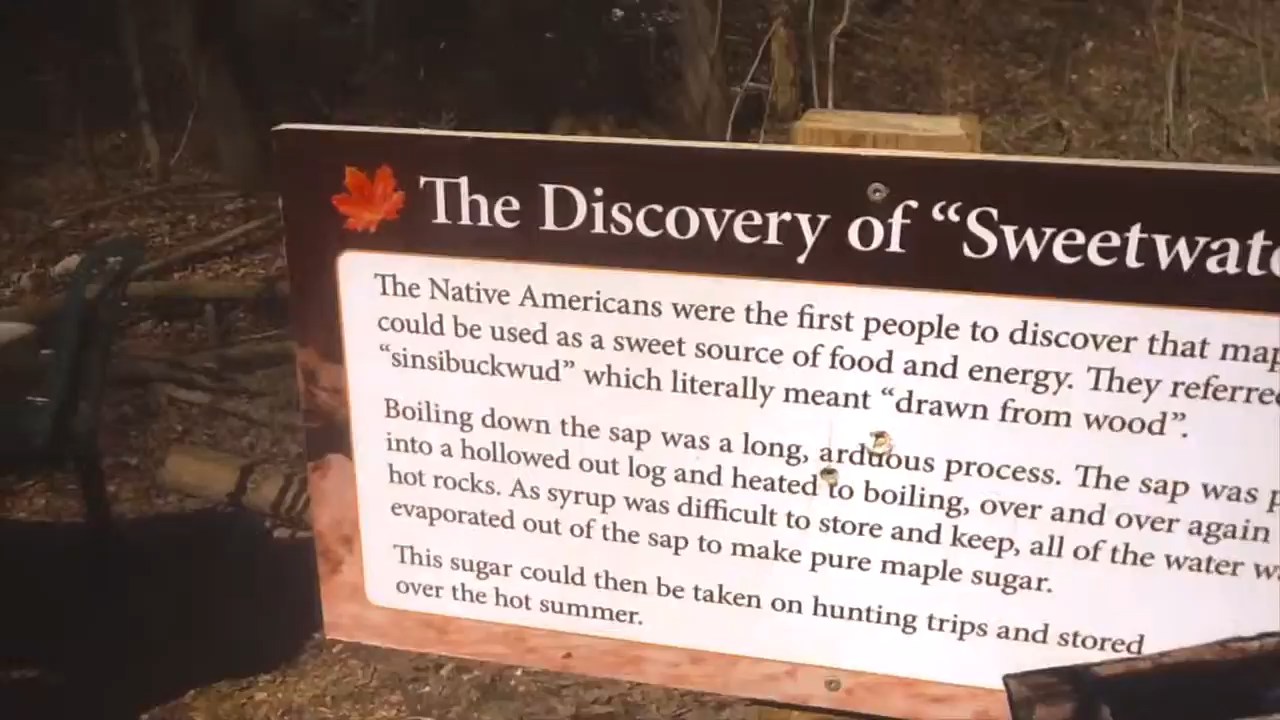 The Discovery of “Sweetwat
The Native Americans were the first people to discover that map
could be used as a sweet source of food and energy. They referre
“sinsibuckwud” which literally meant “drawn from wood”.
Boiling down the sap was a long, arduous process. The sap was p
into a hollowed out log and heated to boiling, over and over again
hot rocks. As syrup was difficult to store and keep, all of the water w
evaporated out of the sap to make pure maple sugar.
This sugar could then be taken on hunting trips and stored
over the hot summer.